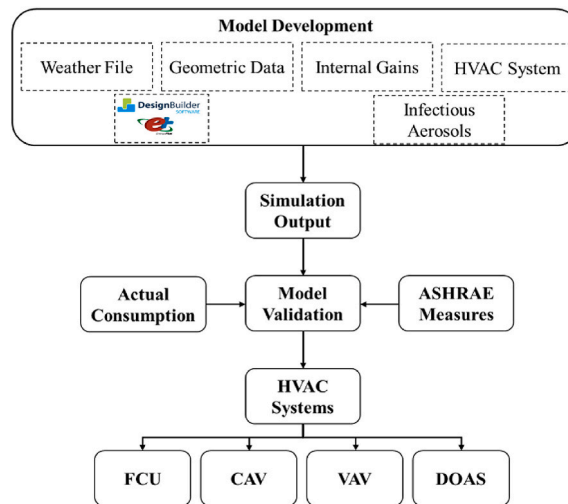 Model Development
Weather File
Geometric Data
Internal Gains
HVAC System
DesignBuilder
SOFTWARE
Infectious
Aerosols
Simulation
Output
Actual
Consumption
Model
Validation
ASHRAE
Measures
HVAC
Systems
FCU
CAV
VAV
DOAS